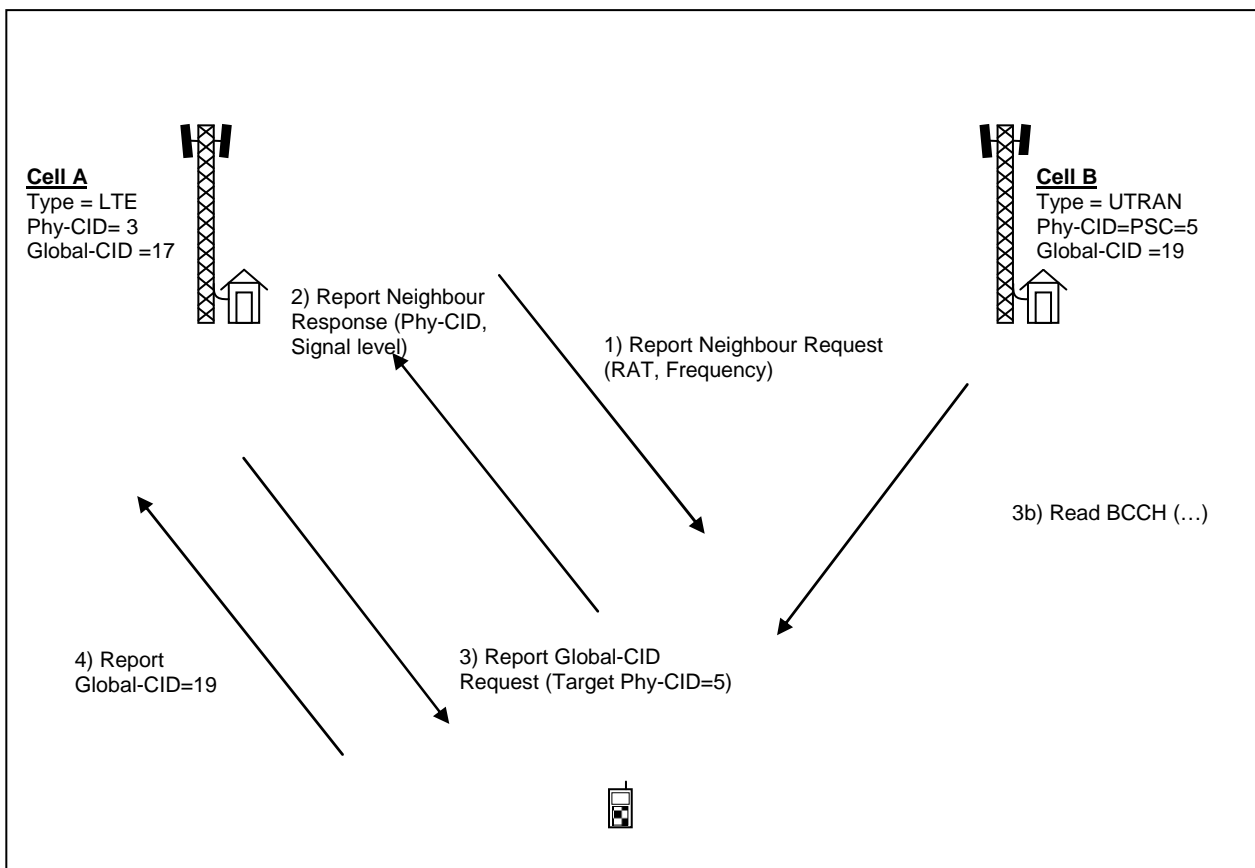 Cell A
Type = LTE
Phy-CID= 3
Global-CID =17
Cell B
Type = UTRAN
Phy-CID=PSC=5
Global-CID =19
2) Report Neighbour
Response (Phy-CID,
Signal level)
1) Report Neighbour Request
(RAT, Frequency)
3b) Read BCCH (…)
4) Report
Global-CID=19
3) Report Global-CID
Request (Target Phy-CID=5)